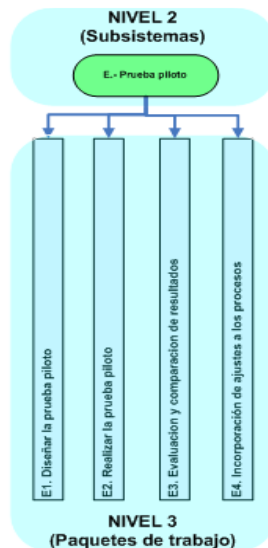 NIVEL 2
(Subsistemas)
E.- Prueba piloto
E1. Diseñar la prueba piloto
E2. Realizar la prueba piloto
E3. Evaluacion y comparacion de resultados
E4. Incorporación de ajustes a los procesos
NIVEL 3
(Paquetes de trabajo)